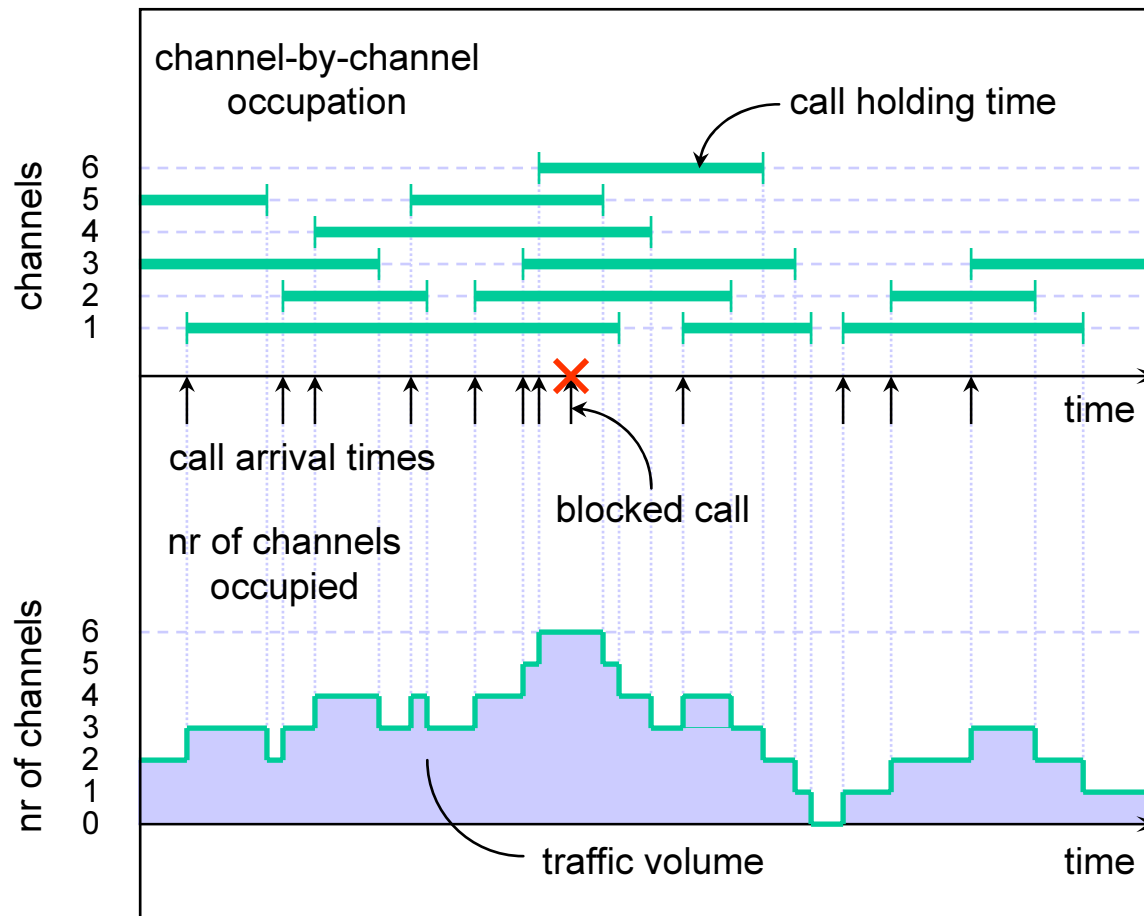 channel-by-channel
occupation
call holding time
channels
6
5
4
3
2
1
time
call arrival times
blocked call
nr of channels
occupied
nr of channels
6
5
4
3
2
1
0
traffic volume
time